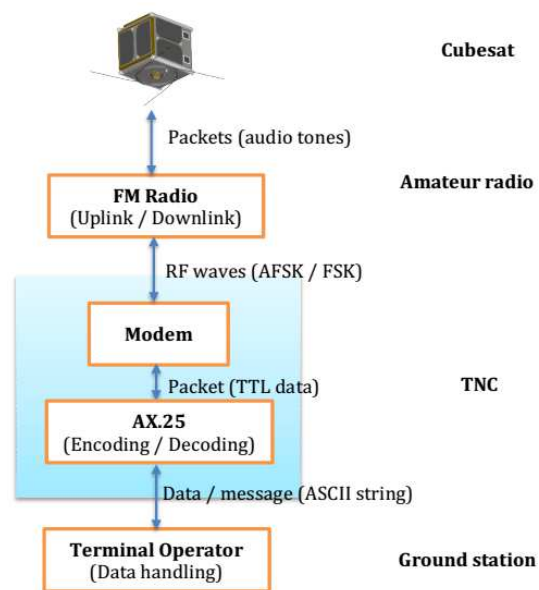 Cubesat
Packets (audio tones)
Amateur radio
FM Radio
(Uplink / Downlink)
RF waves (AFSK / FSK)
Modem
Packet (TTL data)
TNC
AX.25
(Encoding / Decoding)
Data / message (ASCII string)
Terminal Operator
(Data handling)
Ground station